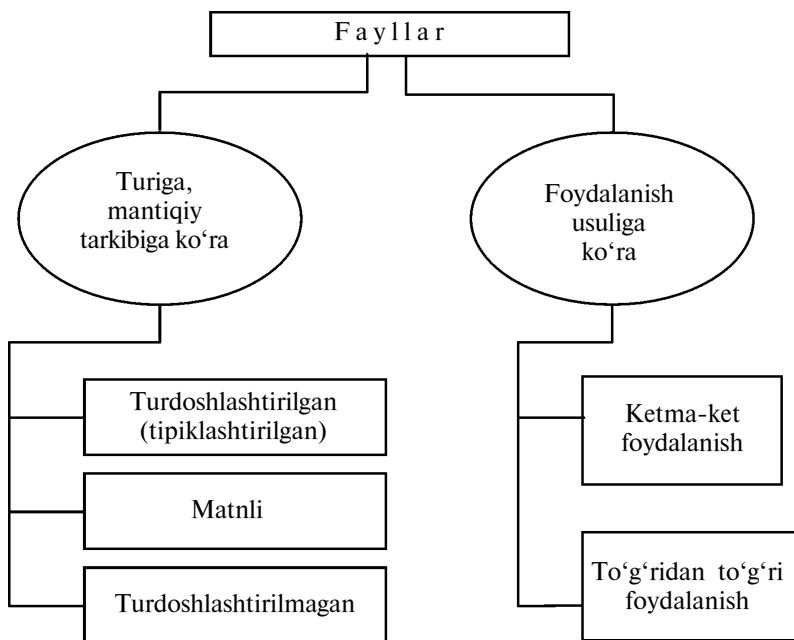 Fayllar
Turiga,
mantiqiy
tarkibiga ko‘ra
Foydalanish
usuliga
ko‘ra
Turdoshlashtirilgan
(tipiklashtirilgan)
Matnli
Turdoshlashtirilmagan
Ketma-ket
foydalanish
To‘g‘ridan to‘g‘ri
foydalanish